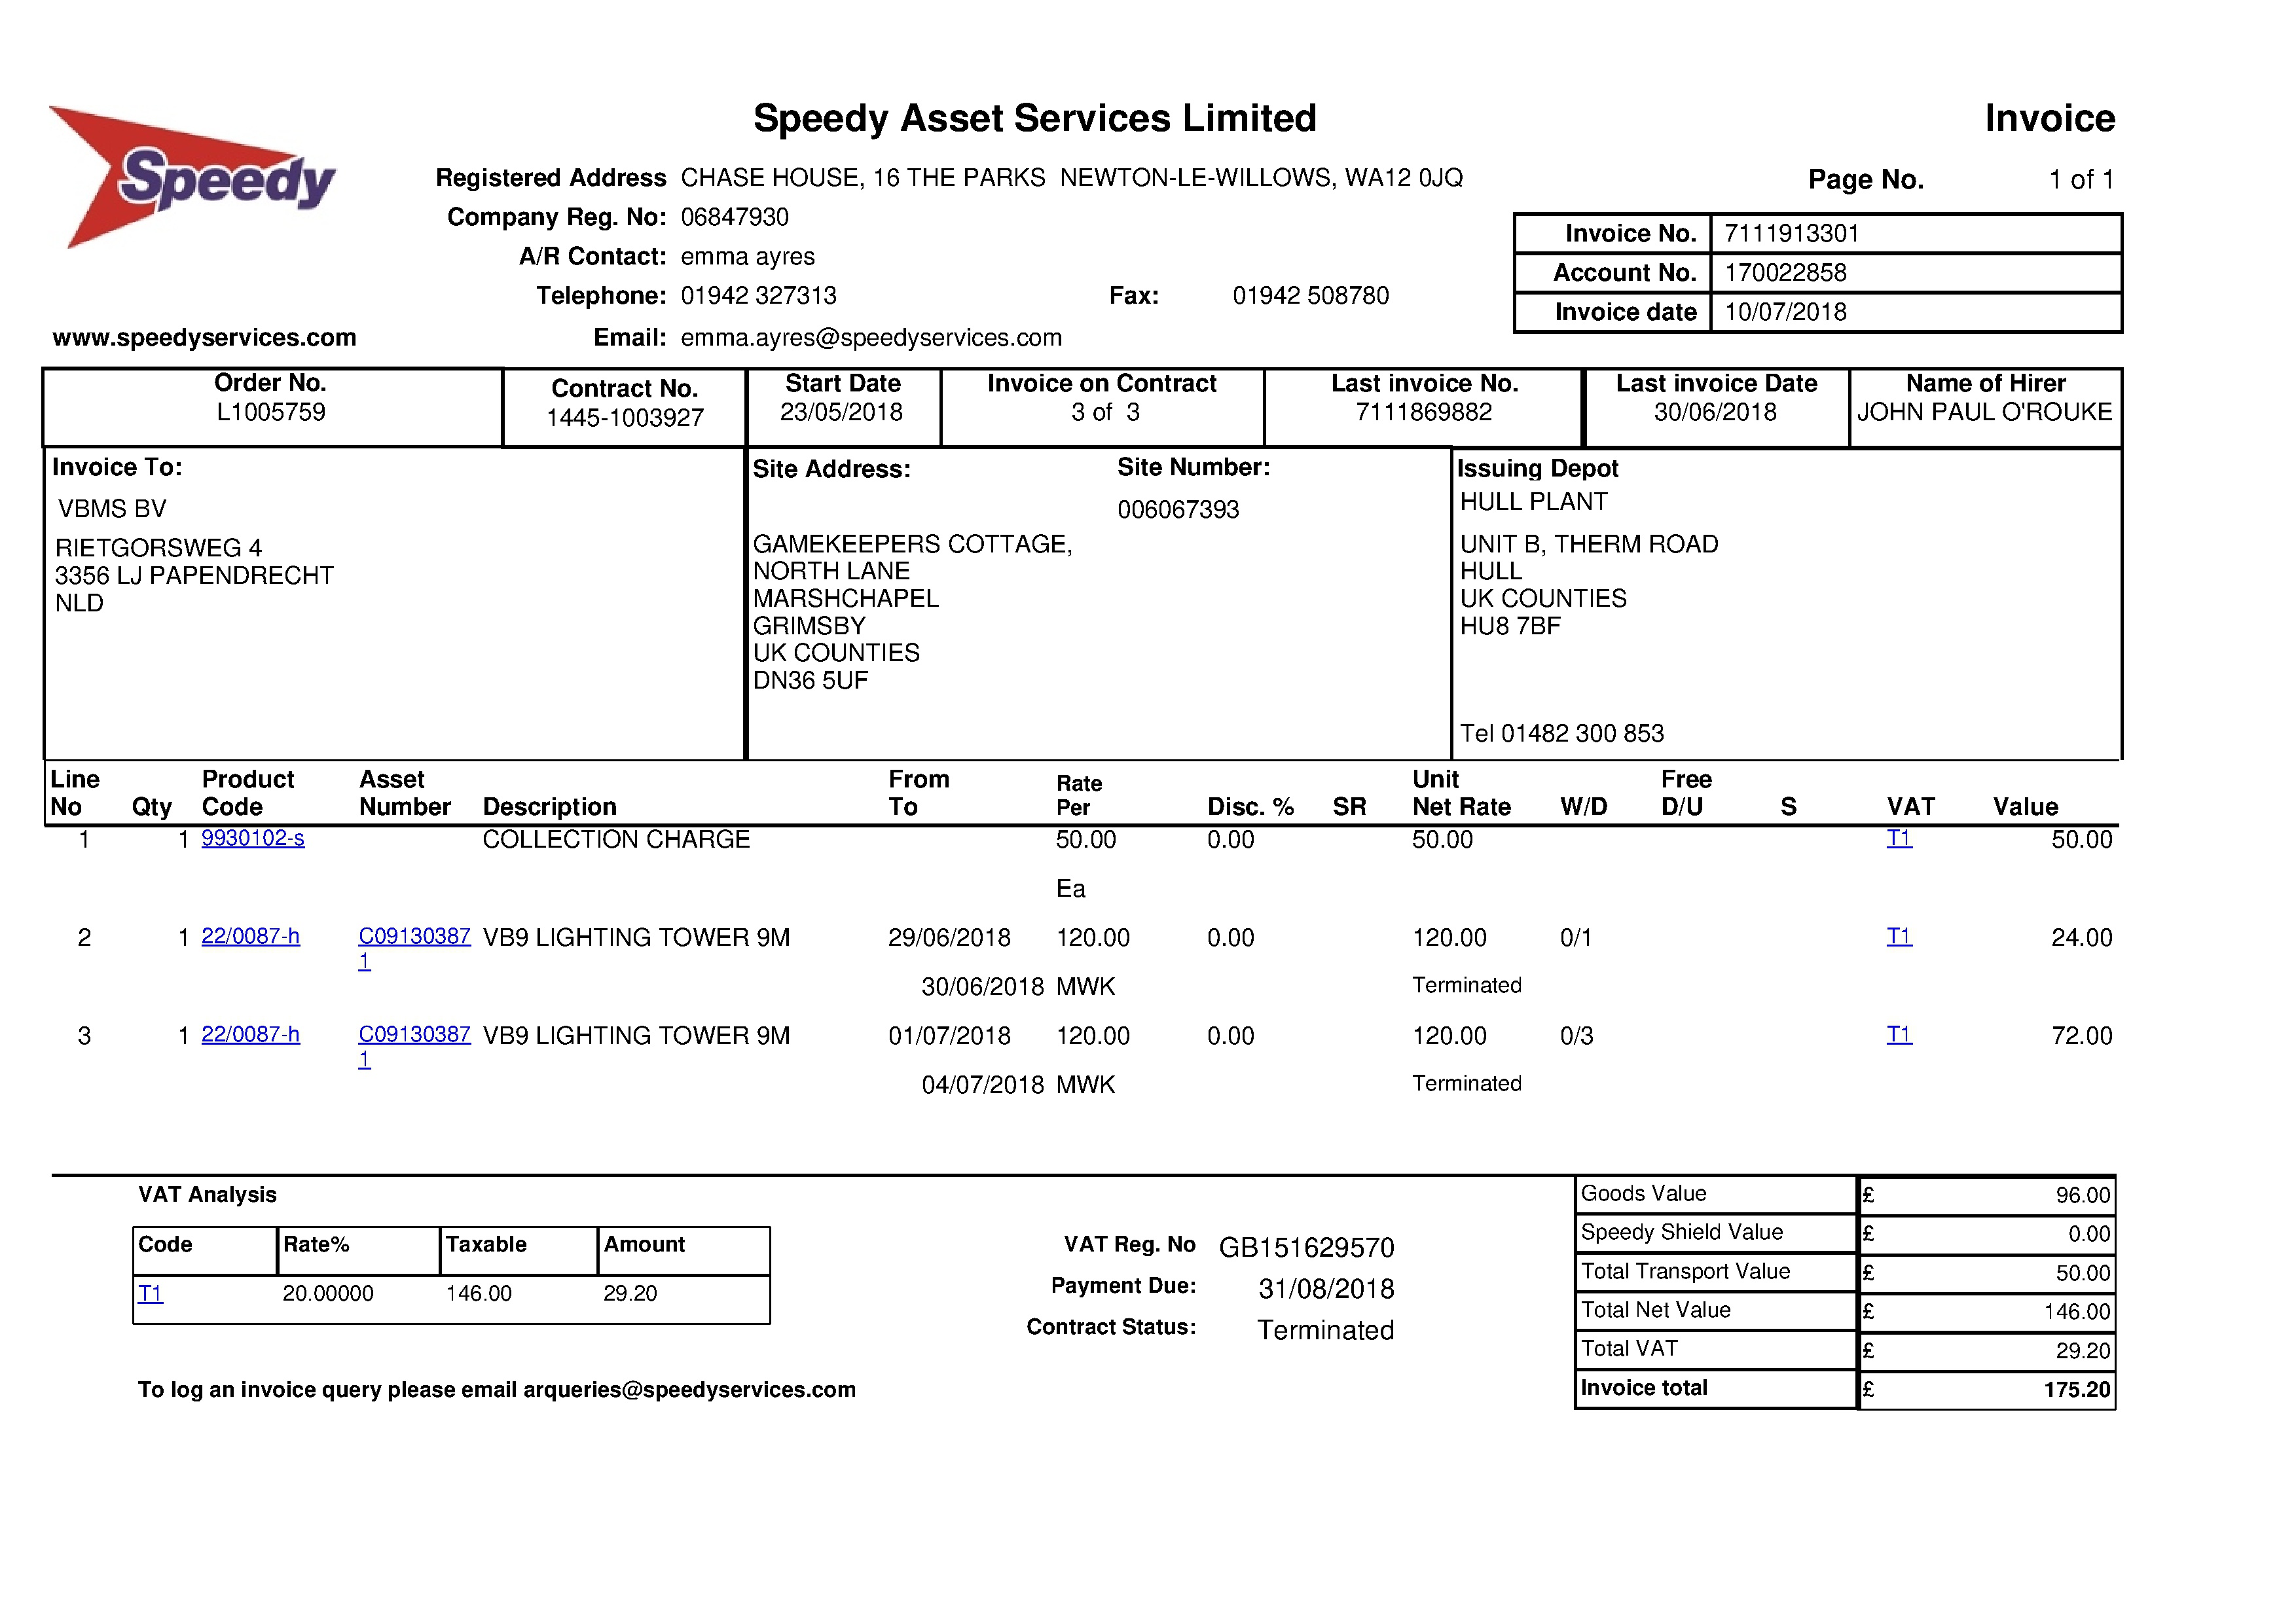 Speedy
Speedy Asset Services Limited
Invoice
Registered Address CHASE HOUSE, 16 THE PARKS NEWTON-LE-WILLOWS, WA12 0JQ
Page No. 1 of 1
Company Reg. No: 06847930
Invoice No. 7111913301
A/R Contact: emma ayres
Account No. 170022858
Telephone: 01942 327313 Fax: 01942 508780
Invoice date 10/07/2018
www.speedyservices.com Email: emma.ayres@speedyservices.com
Order No. Contract No. Start Date Invoice on Contract Last invoice No. Last invoice Date Name of Hirer
L1005759 1445-1003927 23/05/2018 3 of 3 7111869882 30/06/2018 JOHN PAUL O'ROUKE
Invoice To:
VBMS BV
RIETGORSWEG 4
3356 LJ PAPENDRECHT
NLD
Site Address: Site Number:
006067393
GAMEKEEPERS COTTAGE,
NORTH LANE
MARSHCHAPEL
GRIMSBY
UK COUNTIES
DN36 5UF
Issuing Depot
HULL PLANT
UNIT B, THERM ROAD
HULL
UK COUNTIES
HU8 7BF
Tel 01482 300 853
Line Product Asset From Rate Unit Free
No Qty Code Number Description To Per Disc. % SR Net Rate W/D D/U S VAT Value
1 1 9930102-s COLLECTION CHARGE 50.00 0.00 50.00 T1 50.00
Ea
2 1 22/0087-h C09130387 VB9 LIGHTING TOWER 9M 29/06/2018 120.00 0.00 120.00 0/1 T1 24.00
1
30/06/2018 MWK Terminated
3 1 22/0087-h C09130387 VB9 LIGHTING TOWER 9M 01/07/2018 120.00 0.00 120.00 0/3 T1 72.00
1
04/07/2018 MWK Terminated
VAT Analysis
Code Rate% Taxable Amount
T1 20.00000 146.00 29.20
To log an invoice query please email arqueries@speedyservices.com
VAT Reg. No GB151629570
Payment Due: 31/08/2018
Contract Status: Terminated
Goods Value £ 96.00
Speedy Shield Value £ 0.00
Total Transport Value £ 50.00
Total Net Value £ 146.00
Total VAT £ 29.20
Invoice total £ 175.20